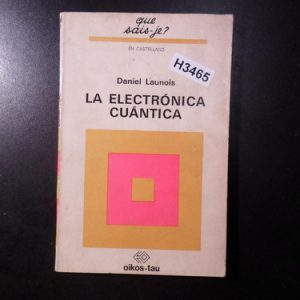 que
sais-je?
EN CASTELLANO
H3465
Daniel Launois
LA ELECTRÓNICA
CUÁNTICA
oikos-tau